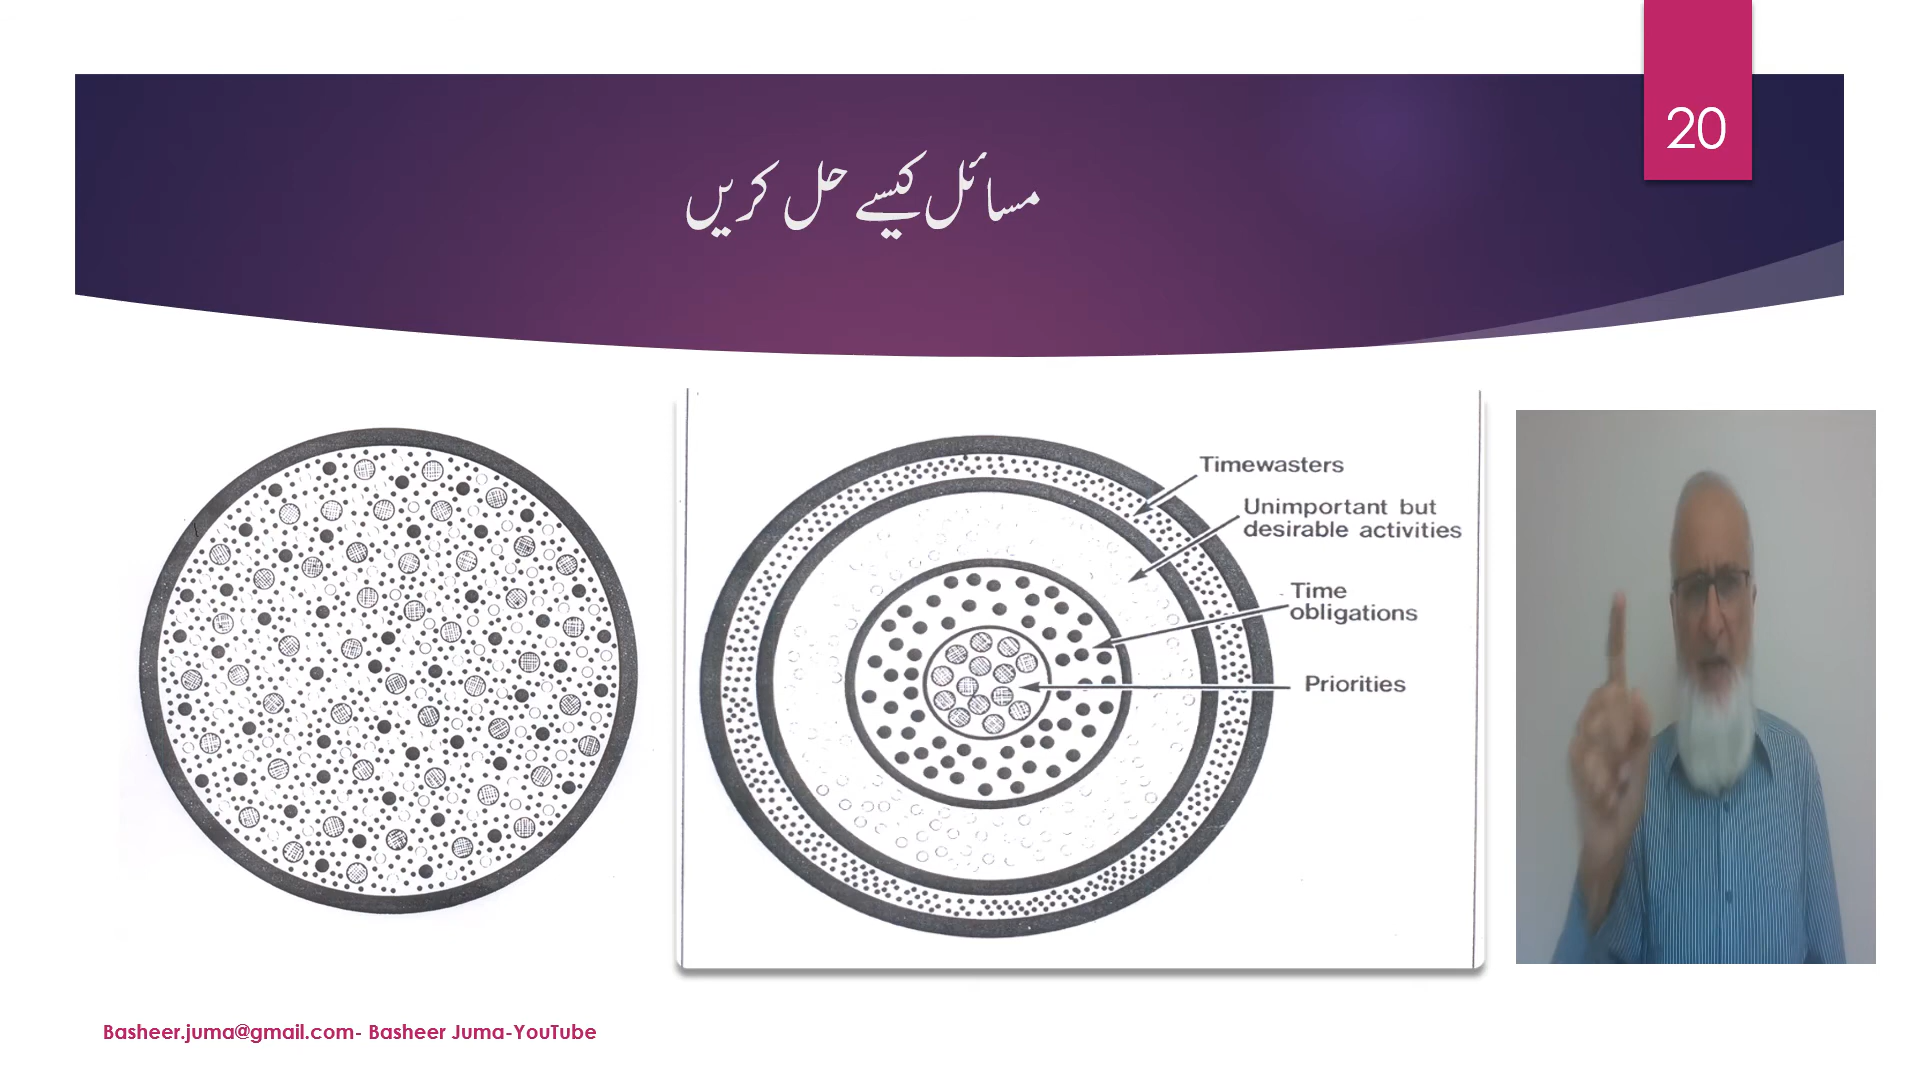 20
مسائل کیسے حل کریں
Timewasters
Unimportant but
desirable activities
Time
obligations
Priorities
Basheer.juma@gmail.com- Basheer Juma-YouTube